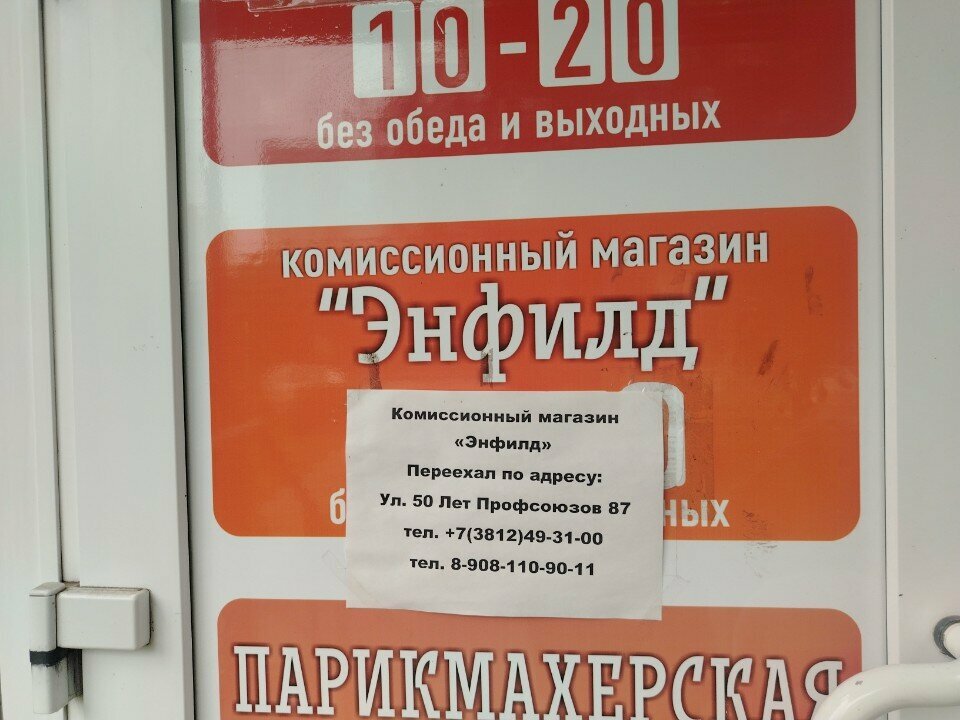 10 - 20
без обеда и выходных
комиссионный магазин
"Энфилд"
Комиссионный магазин
«Энфилд»
Переехал по адресу:
Ул. 50 Лет Профсоюзов 87
тел. +7(3812)49-31-00
тел. 8-908-110-90-11
ПАРИКМАХЕРСКАЯ